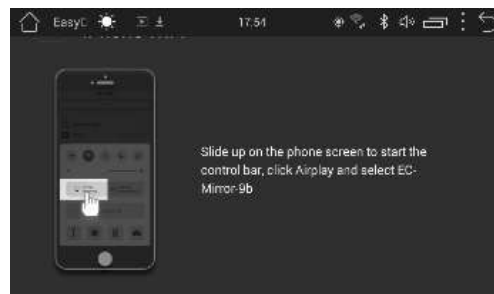 EasyC
17:54
Slide up on the phone screen to start the
control bar, click Airplay and select EC-
Mirror-9b